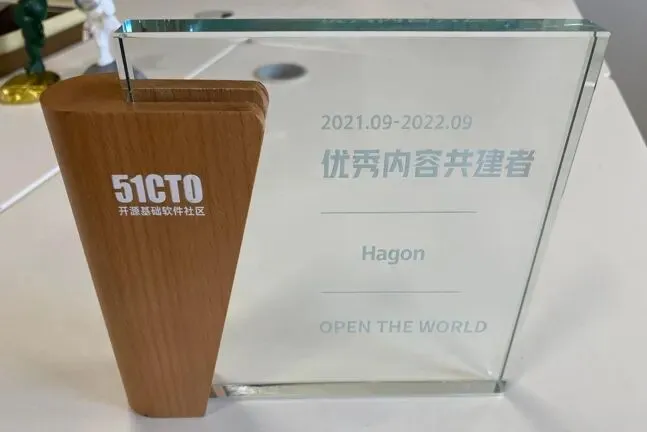 51CTO
开源基础软件社区
2021.09-2022.09
优秀内容共建者
Hagon
OPEN THE WORLD